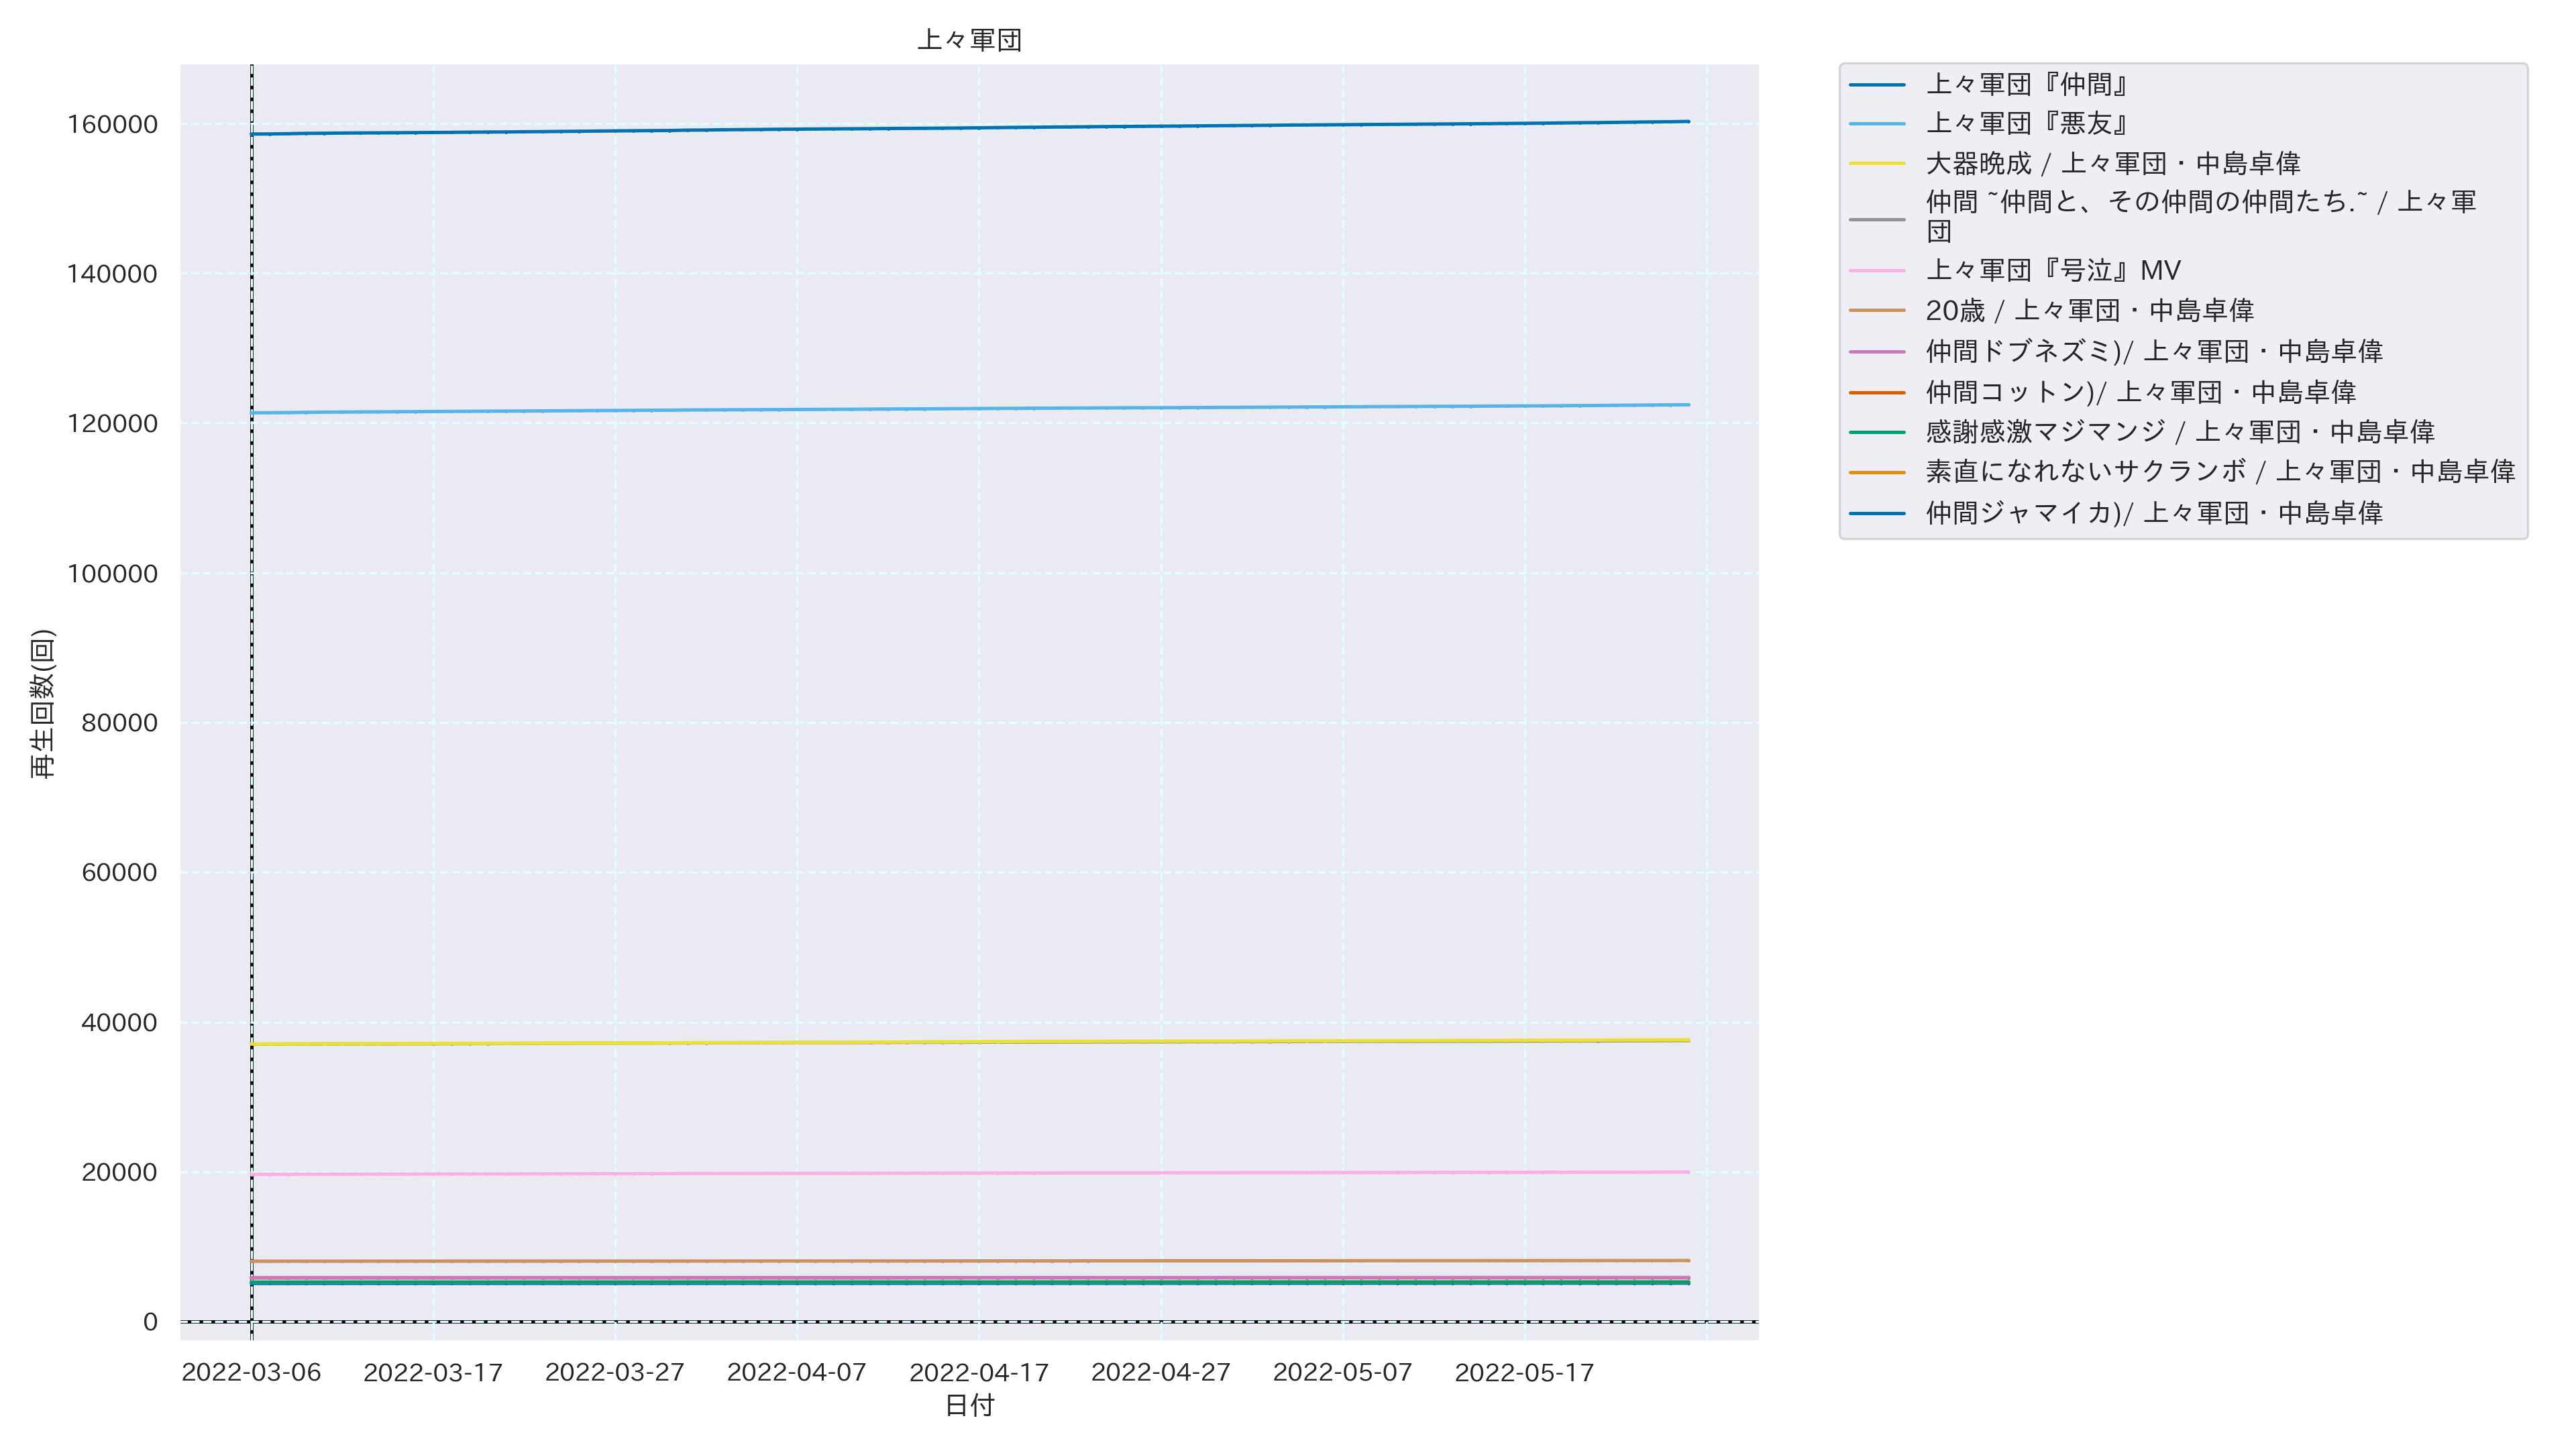 上々軍団
160000
140000
120000
100000
80000
60000
40000
20000
0
再生回数(回)
2022-03-06
2022-03-17
2022-03-27
2022-04-07
2022-04-17
2022-04-27
2022-05-07
2022-05-17
日付
上々軍団『仲間』
上々軍団『悪友』
大器晩成 / 上々軍団・中島卓偉
仲間 ~仲間と、その仲間の仲間たち.~ / 上々軍
団
上々軍団『号泣』MV
20歳 / 上々軍団・中島卓偉
仲間ドブネズミ)/ 上々軍団・中島卓偉
仲間コットン)/ 上々軍団・中島卓偉
感謝感激マジマンジ / 上々軍団・中島卓偉
素直になれないサクランボ / 上々軍団・中島卓偉
仲間ジャマイカ)/ 上々軍団・中島卓偉